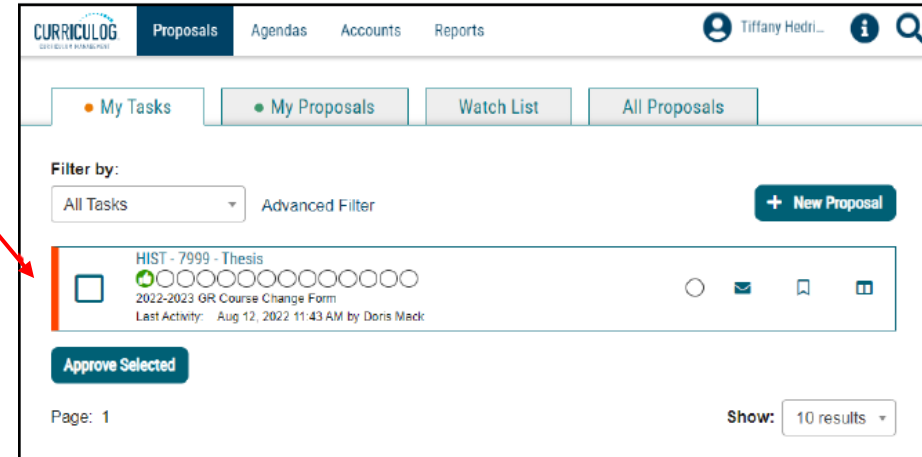 CURRICULOG
CURRICULUM MANAGEMENT
Proposals
Agendas
Accounts
Reports
Tiffany Hedri...
My Tasks
My Proposals
Watch List
All Proposals
Filter by:
All Tasks
Advanced Filter
+ New Proposal
HIST - 7999 - Thesis
2022-2023 GR Course Change Form
Last Activity: Aug 12, 2022 11:43 AM by Doris Mack
Approve Selected
Page: 1
Show: 10 results